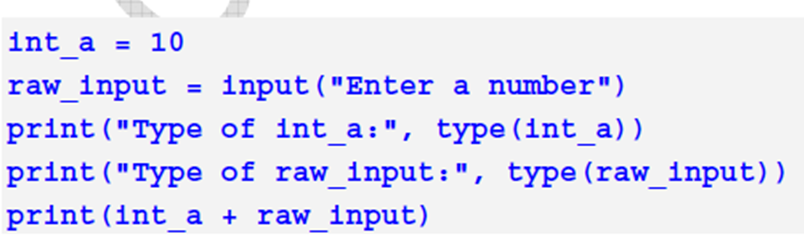 int_a = 10
raw_input = input("Enter a number")
print("Type of int_a:", type(int_a))
print("Type of raw_input:", type(raw_input))
print(int_a + raw_input)